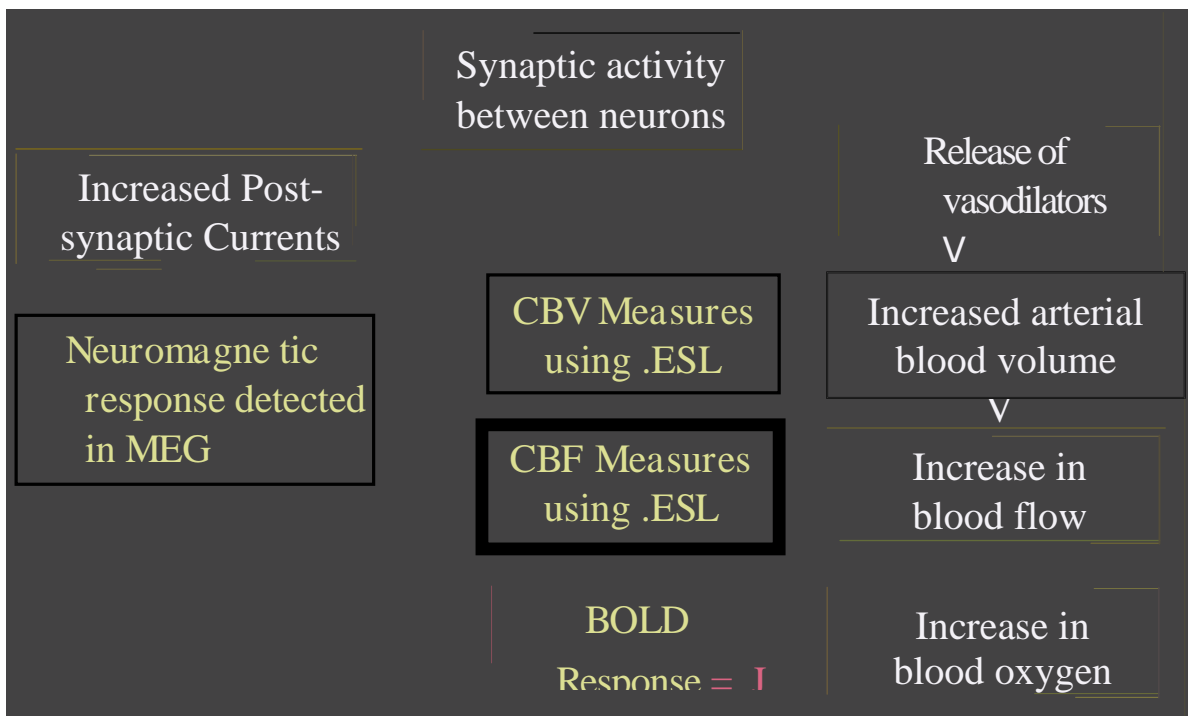 Synaptic activity
between neurons
Increased Post-
synaptic Currents
Release of
vasodilators
V
Neuromagne tic
response detected
in MEG
CBV Measures
using .ESL
Increased arterial
blood volume
V
CBF Measures
using .ESL
Increase in
blood flow
BOLD
Response = J
Increase in
blood oxygen